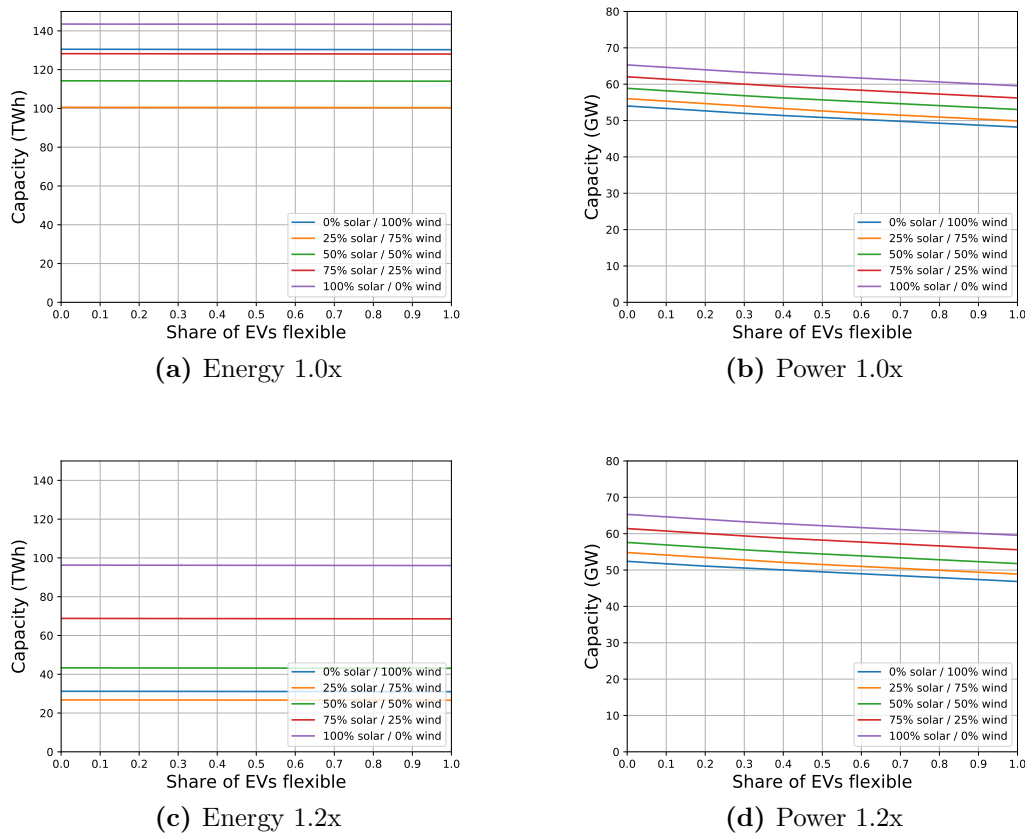 140
120
100
80
60
40
20
0
Capacity (TWh)
0% solar / 100% wind
25% solar / 75% wind
50% solar / 50% wind
75% solar / 25% wind
100% solar / 0% wind
0.0 0.1 0.2 0.3 0.4 0.5 0.6 0.7 0.8 0.9 1.0
Share of EVs flexible
(a) Energy 1.0x
80
70
60
50
40
30
20
10
0
Capacity (GW)
0% solar / 100% wind
25% solar / 75% wind
50% solar / 50% wind
75% solar / 25% wind
100% solar / 0% wind
0.0 0.1 0.2 0.3 0.4 0.5 0.6 0.7 0.8 0.9 1.0
Share of EVs flexible
(b) Power 1.0x
140
120
100
80
60
40
20
0
Capacity (TWh)
0% solar / 100% wind
25% solar / 75% wind
50% solar / 50% wind
75% solar / 25% wind
100% solar / 0% wind
0.0 0.1 0.2 0.3 0.4 0.5 0.6 0.7 0.8 0.9 1.0
Share of EVs flexible
(c) Energy 1.2x
80
70
60
50
40
30
20
10
0
Capacity (GW)
0% solar / 100% wind
25% solar / 75% wind
50% solar / 50% wind
75% solar / 25% wind
100% solar / 0% wind
0.0 0.1 0.2 0.3 0.4 0.5 0.6 0.7 0.8 0.9 1.0
Share of EVs flexible
(d) Power 1.2x